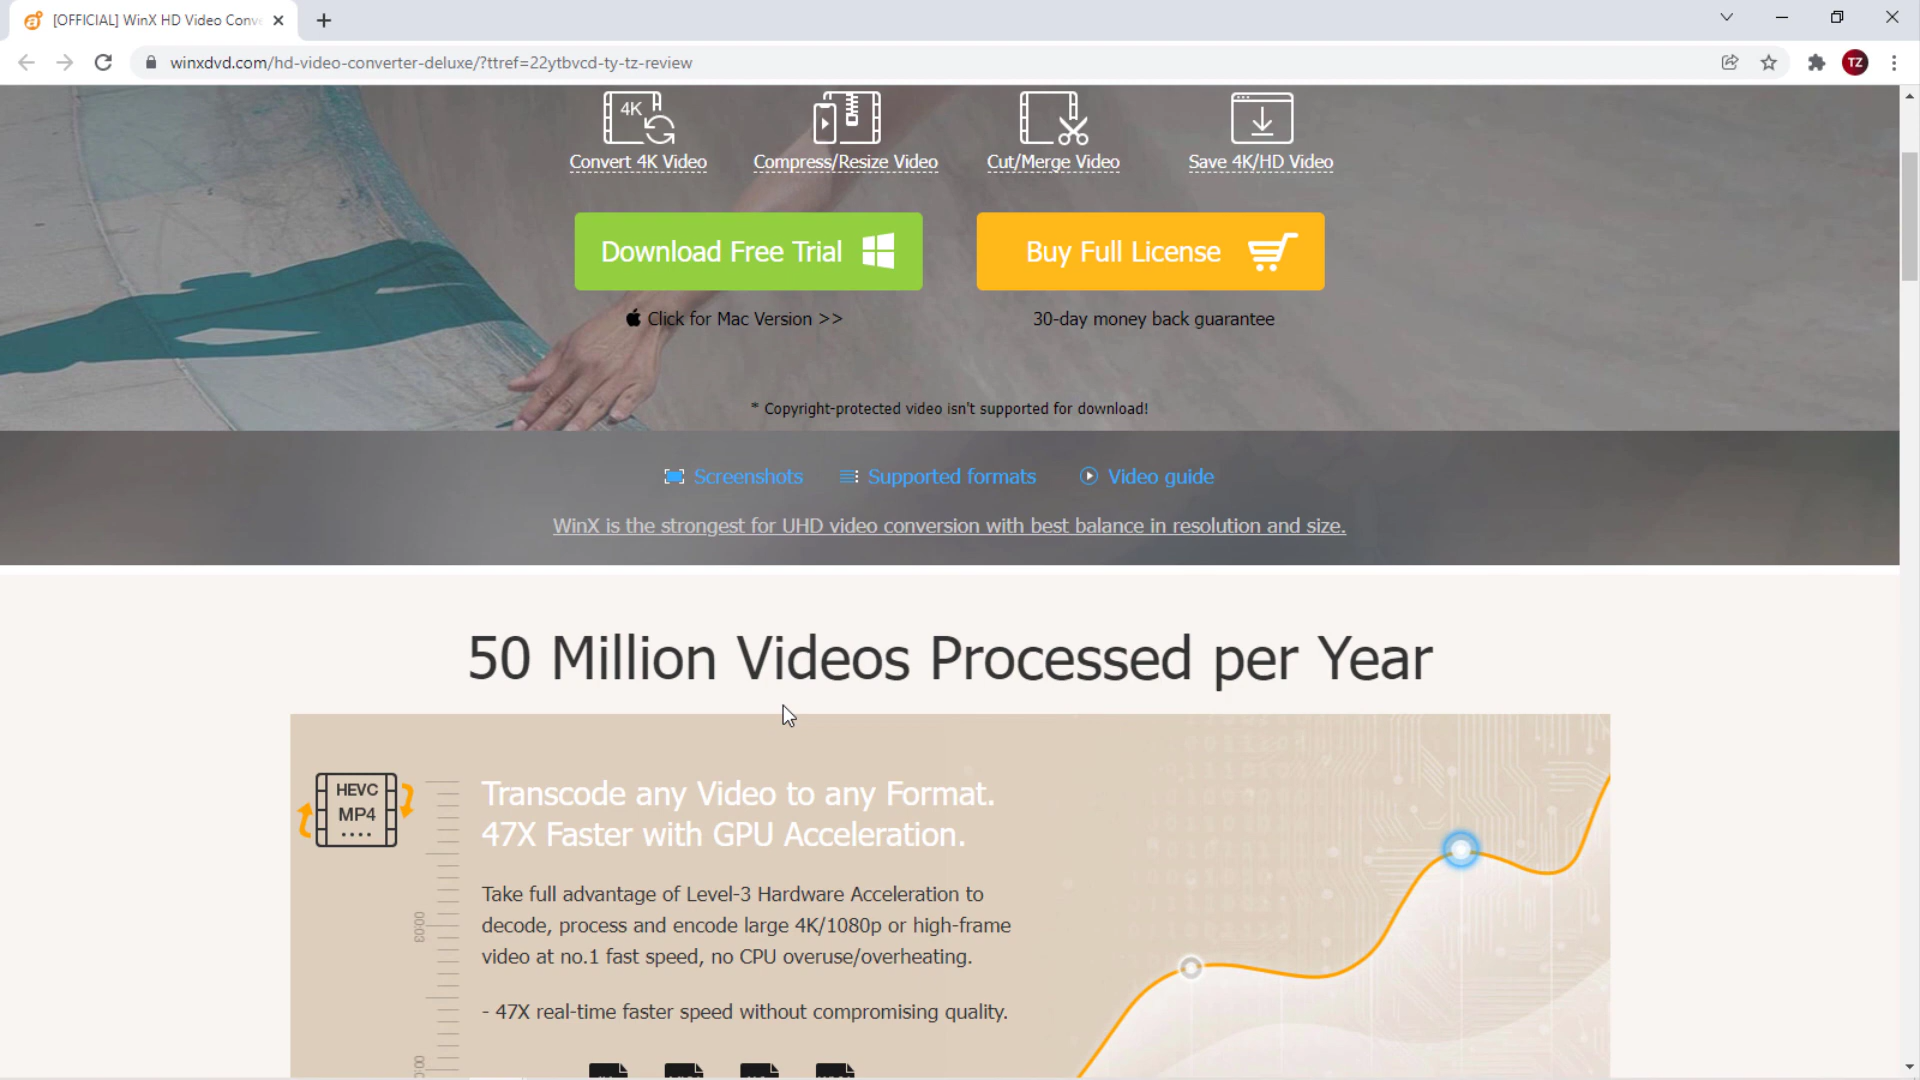 [OFFICIAL] WinX HD Video Conv
winxdvd.com/hd-video-converter-deluxe/?ttref=22ytbvcd-ty-tz-review
TZ
4K
Convert 4K Video
Compress/Resize Video
Cut/Merge Video
Save 4K/HD Video
Download Free Trial
Buy Full License
Click for Mac Version >>
30-day money back guarantee
* Copyright-protected video isn't supported for download!
Screenshots
Supported formats
Video guide
WinX is the strongest for UHD video conversion with best balance in resolution and size.
50 Million Videos Processed per Year
HEVC
MP4
Transcode any Video to any Format.
47X Faster with GPU Acceleration.
Take full advantage of Level-3 Hardware Acceleration to
decode, process and encode large 4K/1080p or high-frame
video at no.1 fast speed, no CPU overuse/overheating.
- 47X real-time faster speed without compromising quality.